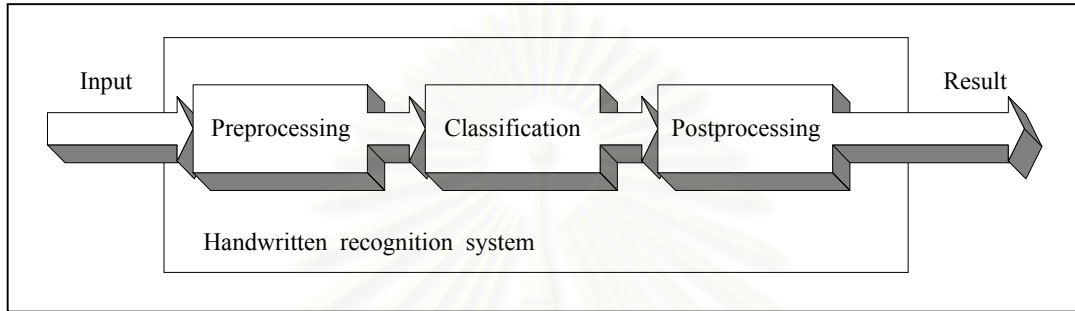 Input
Result
Preprocessing
Classification
Postprocessing
Handwritten recognition system